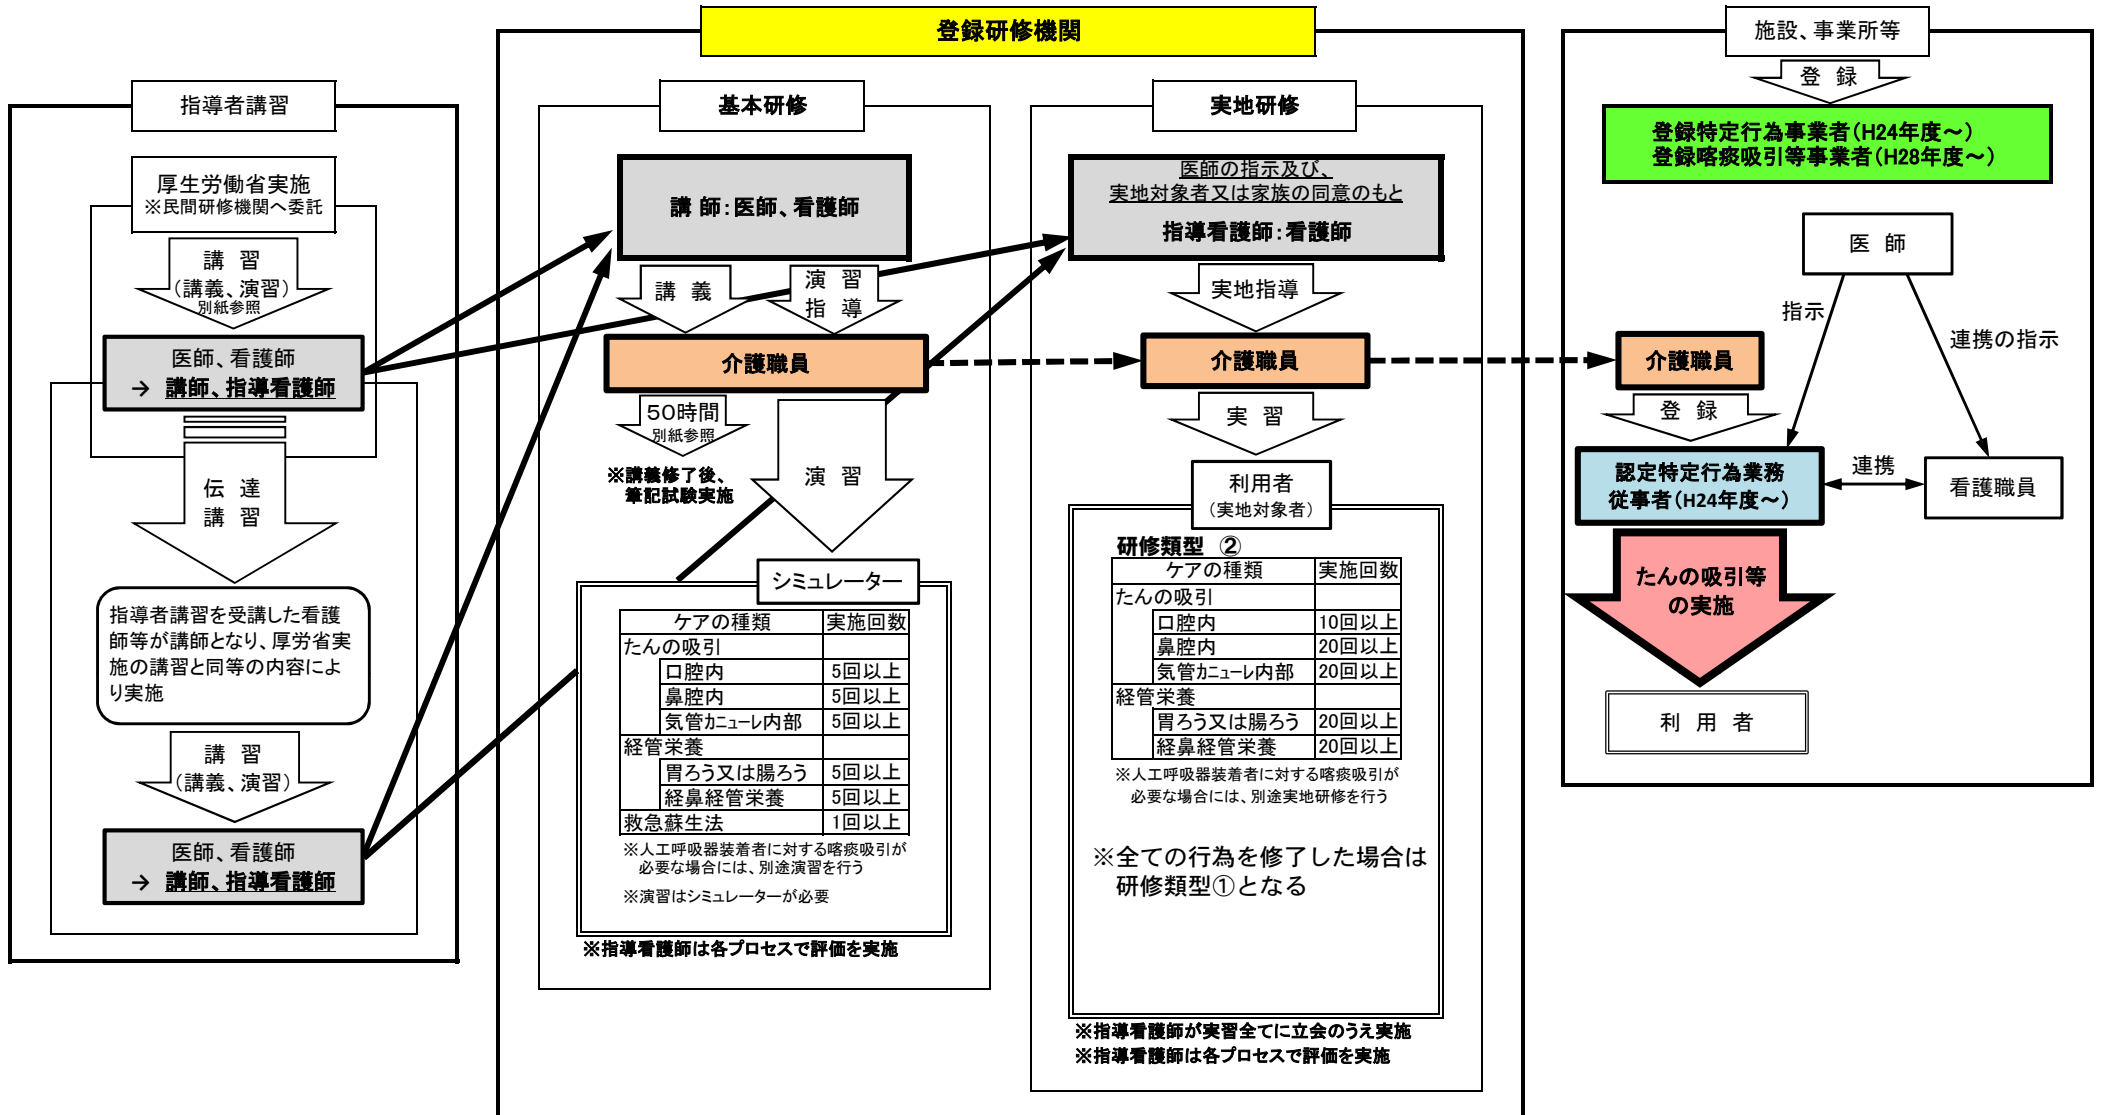 登録研修機関
指導者講習
厚生労働省実施
※民間研修機関へ委託
講 習
(講義、演習)
別紙参照
医師、看護師
→ 講師、指導看護師
伝 達
講 習
指導者講習を受講した看護
師等が講師となり、厚労省実
施の講習と同等の内容によ
り実施
講 習
(講義、演習)
医師、看護師
→ 講師、指導看護師
基本研修
講 師:医師、看護師
講 義
演 習
指 導
介護職員
50時間
別紙参照
※講義修了後、
筆記試験実施
演 習
シミュレーター
ケアの種類 実施回数
たんの吸引
口腔内 5回以上
鼻腔内 5回以上
気管カニューレ内部 5回以上
経管栄養
胃ろう又は腸ろう 5回以上
経鼻経管栄養 5回以上
救急蘇生法 1回以上
※人工呼吸器装着者に対する喀痰吸引が
必要な場合には、別途演習を行う
※演習はシミュレーターが必要
※指導看護師は各プロセスで評価を実施
実地研修
医師の指示及び、
実地対象者又は家族の同意のもと
指導看護師:看護師
実地指導
介護職員
実 習
利用者
(実地対象者)
研修類型 ②
ケアの種類 実施回数
たんの吸引
口腔内 10回以上
鼻腔内 20回以上
気管カニューレ内部 20回以上
経管栄養
胃ろう又は腸ろう 20回以上
経鼻経管栄養 20回以上
※人工呼吸器装着者に対する喀痰吸引が
必要な場合には、別途実地研修を行う
※全ての行為を修了した場合は
研修類型①となる
※指導看護師が実習全てに立会のうえ実施
※指導看護師は各プロセスで評価を実施
施設、事業所等
登 録
登録特定行為事業者(H24年度~)
登録喀痰吸引等事業者(H28年度~)
医 師
指示
連携の指示
介護職員
登 録
認定特定行為業務
従事者(H24年度~)
連携
看護職員
たんの吸引等
の実施
利 用 者